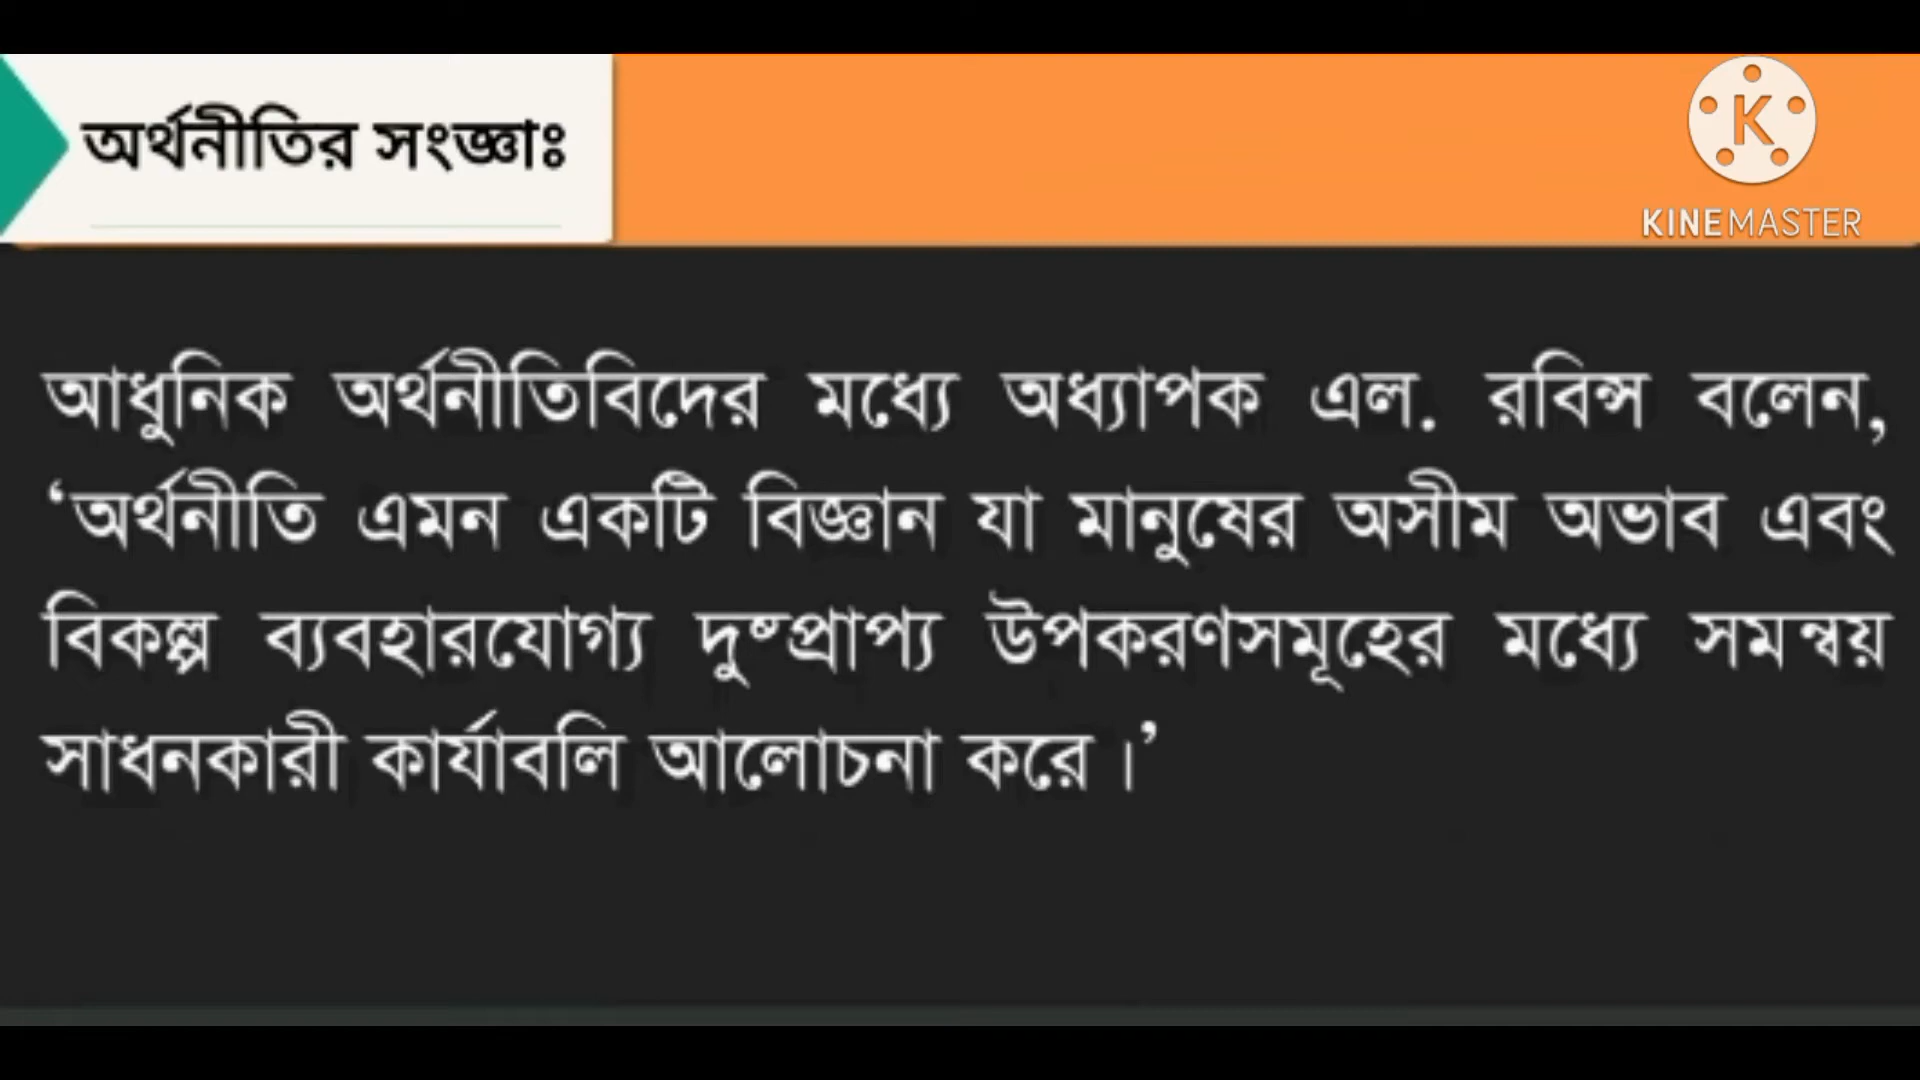 অর্থনীতির সংজ্ঞাঃ
KINEMASTER
আধুনিক অর্থনীতিবিদের মধ্যে অধ্যাপক এল. রবিন্স বলেন,
‘অর্থনীতি এমন একটি বিজ্ঞান যা মানুষের অসীম অভাব এবং
বিকল্প ব্যবহারযোগ্য দুষ্প্রাপ্য উপকরণসমূহের মধ্যে সমন্বয়
সাধনকারী কার্যাবলি আলোচনা করে।’